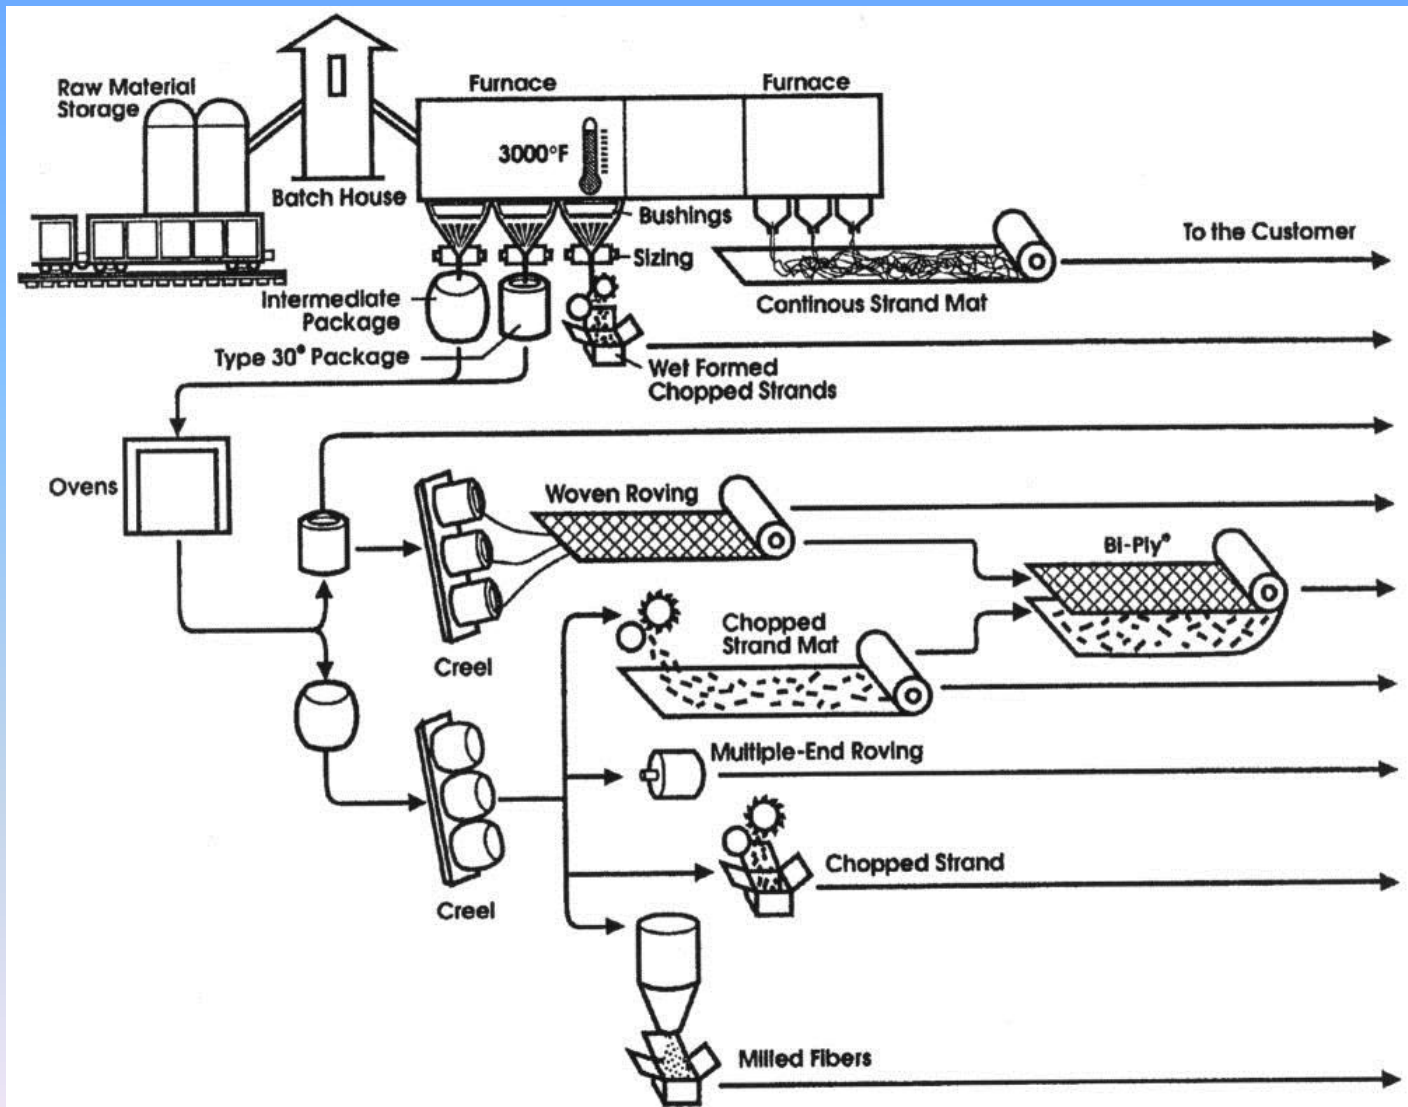 Furnace
Furnace
Raw Material
Storage
3000°F
Batch House
Bushings
To the Customer
Sizing
Intermediate
Package
Continous Strand Mat
Type 30® Package
Wet Formed
Chopped Strands
Ovens
Woven Roving
Bi-Ply®
Chopped
Strand Mat
Creel
Multiple-End Roving
Chopped Strand
Creel
Milled Fibers